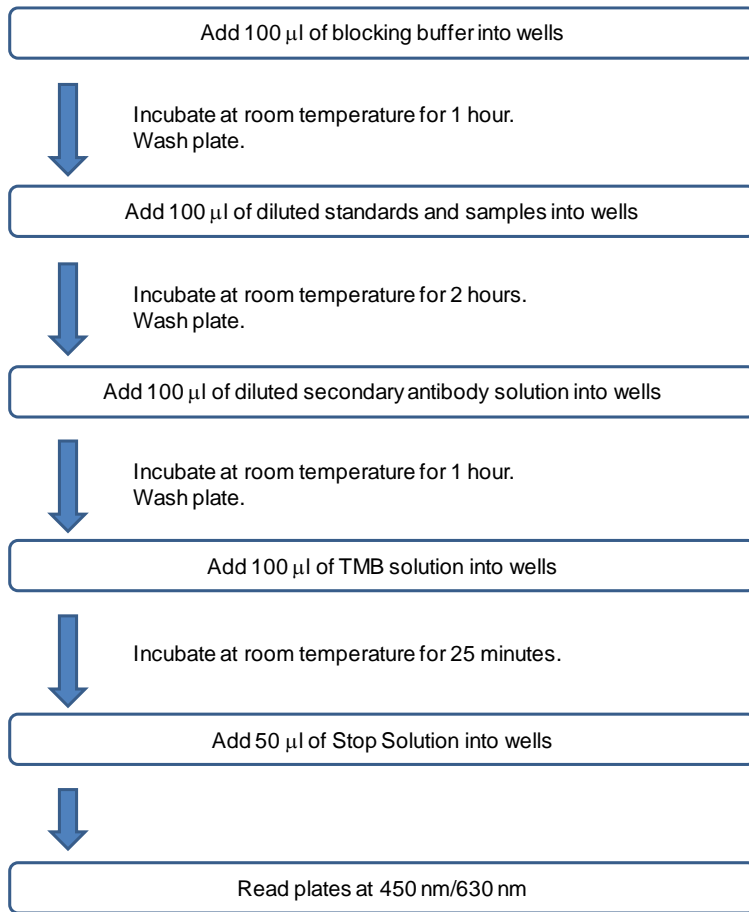 Add 100 μl of blocking buffer into wells
Incubate at room temperature for 1 hour.
Wash plate.
Add 100 μl of diluted standards and samples into wells
Incubate at room temperature for 2 hours.
Wash plate.
Add 100 μl of diluted secondary antibody solution into wells
Incubate at room temperature for 1 hour.
Wash plate.
Add 100 μl of TMB solution into wells
Incubate at room temperature for 25 minutes.
Add 50 μl of Stop Solution into wells
Read plates at 450 nm/630 nm